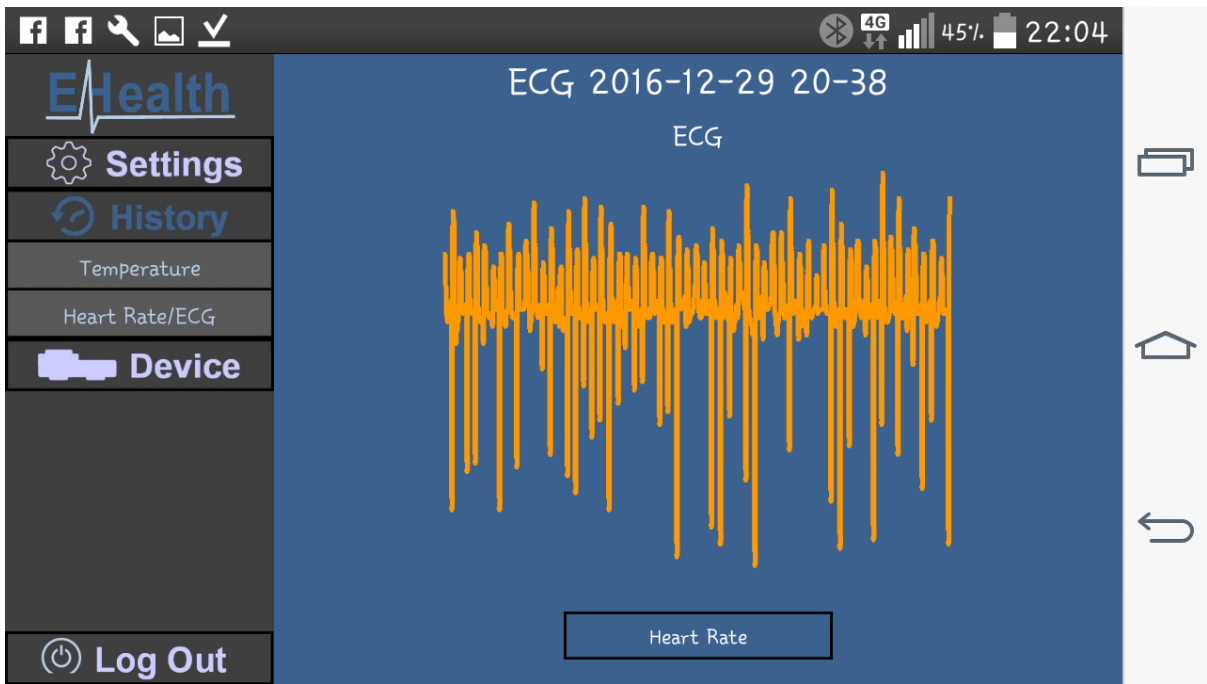 4G 45% 22:04
EHealth
Settings
History
Temperature
Heart Rate/ECG
Device
Log Out
ECG 2016-12-29 20-38
ECG
Heart Rate